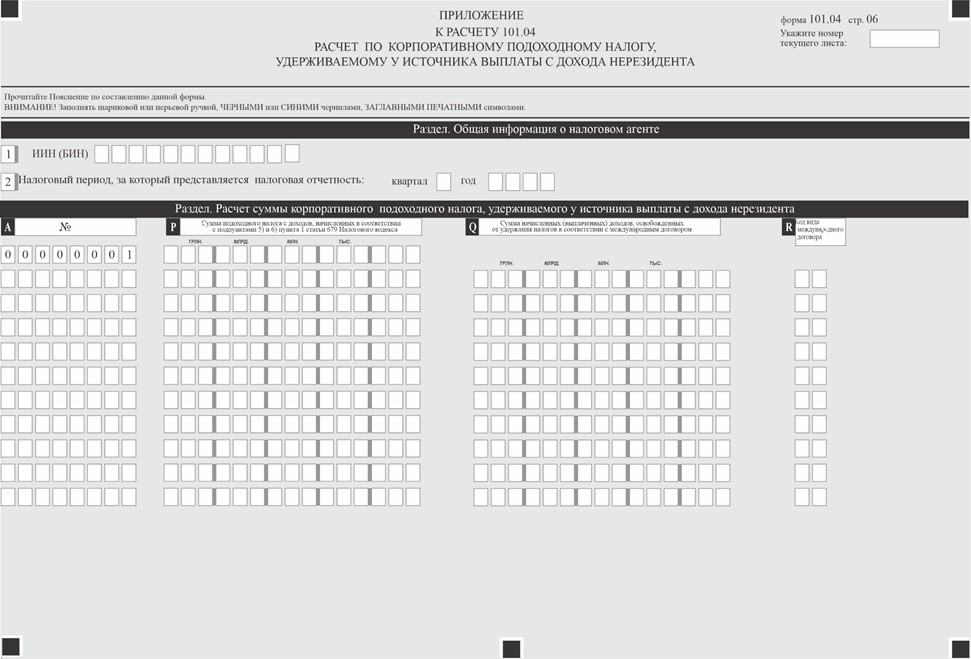 ПРИЛОЖЕНИЕ
К РАСЧЕТУ 101.04
РАСЧЕТ ПО КОРПОРАТИВНОМУ ПОДОХОДНОМУ НАЛОГУ,
УДЕРЖИВАЕМОМУ У ИСТОЧНИКА ВЫПЛАТЫ С ДОХОДА НЕРЕЗИДЕНТА
форма 101.04 стр. 06
Укажите номер
текущего листа:
Прочитайте Пояснение по составлению данной формы.
ВНИМАНИЕ! Заполнять шариковой или перьевой ручкой, ЧЕРНЫМИ или СИНИМИ чернилами, ЗАГЛАВНЫМИ ПЕЧАТНЫМИ символами.
Раздел. Общая информация о налоговом агенте
1 ИИН (БИН)
2 Налоговый период, за который представляется налоговая отчетность: квартал год
Раздел. Расчет суммы корпоративного подоходного налога, удерживаемого у источника выплаты с дохода нерезидента
A №
P Сумма подоходного налога с доходов, начисленных в соответствии
с подпунктами 5) и 6) пункта 1 статьи 679 Налогового кодекса
Q Сумма начисленных (выплаченных) доходов, освобожденных
от удержания налогов в соответствии с международным договором
R Код вида
международного
договора
ТРЛН. МЛРД. МЛН. ТЫС.
0 0 0 0 0 0 0 1
ТРЛН. МЛРД. МЛН. ТЫС.